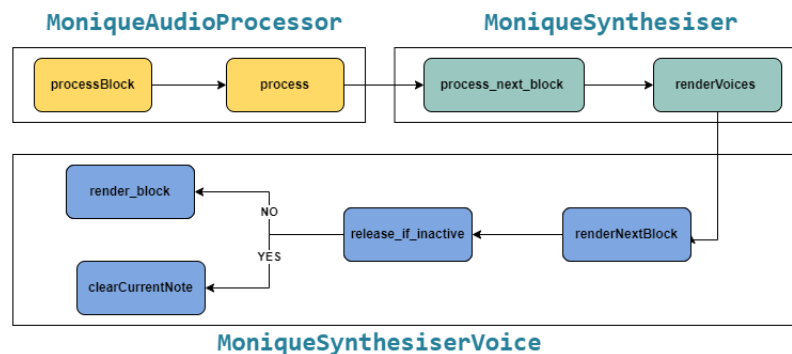 MoniqueAudioProcessor
MoniqueSynthesiser
processBlock
process
process_next_block
renderVoices
render_block
NO
release_if_inactive
renderNextBlock
YES
clearCurrentNote
MoniqueSynthesiserVoice